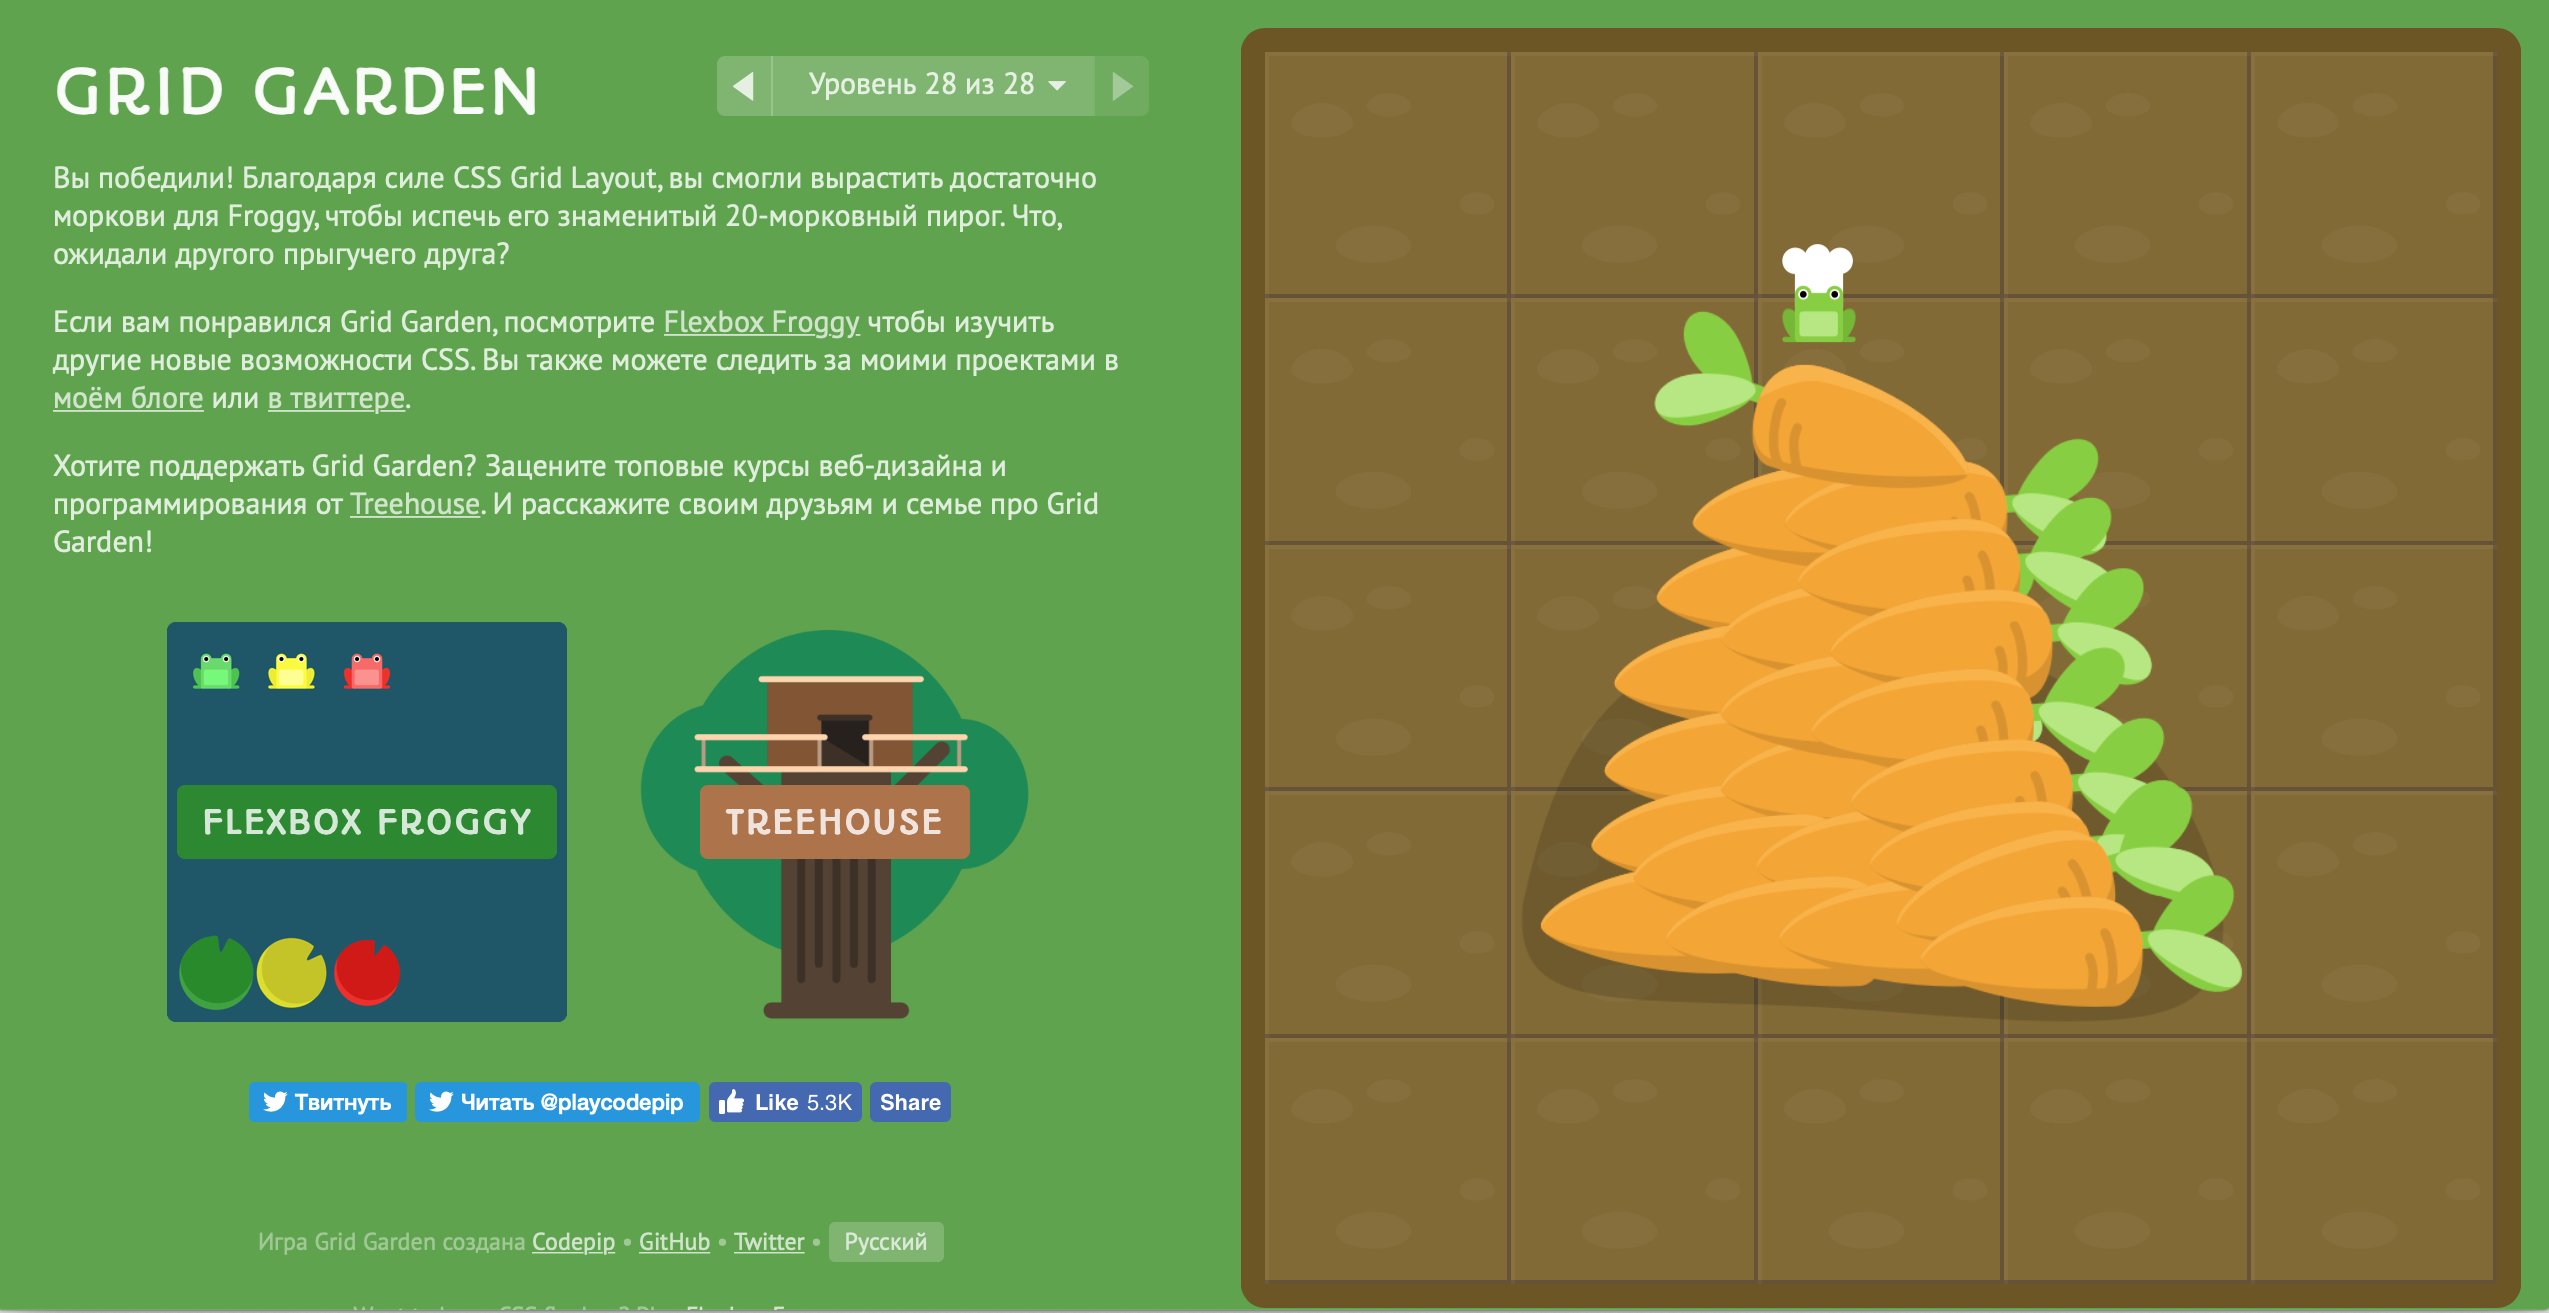 GRID GARDEN
Уровень 28 из 28
Вы победили! Благодаря силе CSS Grid Layout, вы смогли вырастить достаточно
моркови для Froggy, чтобы испечь его знаменитый 20-морковный пирог. Что,
ожидали другого прыгучего друга?
Если вам понравился Grid Garden, посмотрите Flexbox Froggy чтобы изучить
другие новые возможности CSS. Вы также можете следить за моими проектами в
моём блоге или в твиттере.
Хотите поддержать Grid Garden? Зацените топовые курсы веб-дизайна и
программирования от Treehouse. И расскажите своим друзьям и семье про Grid
Garden!
FLEXBOX FROGGY
TREEHOUSE
Твитнуть
Читать @playcodepip
Like 5.3K
Share
Игра Grid Garden создана Codepip • GitHub • Twitter • Русский